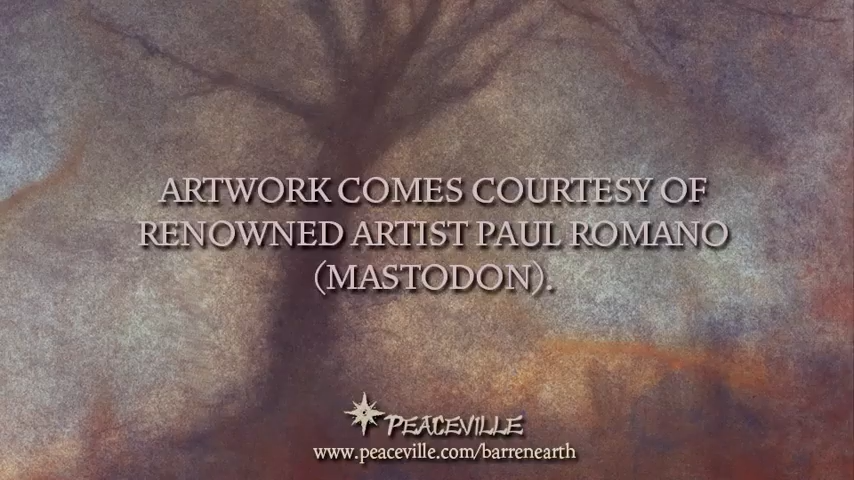 ARTWORK COMES COURTESY OF
RENOWNED ARTIST PAUL ROMANO
(MASTODON).
PEACEVILLE
www.peaceville.com/barrenearth